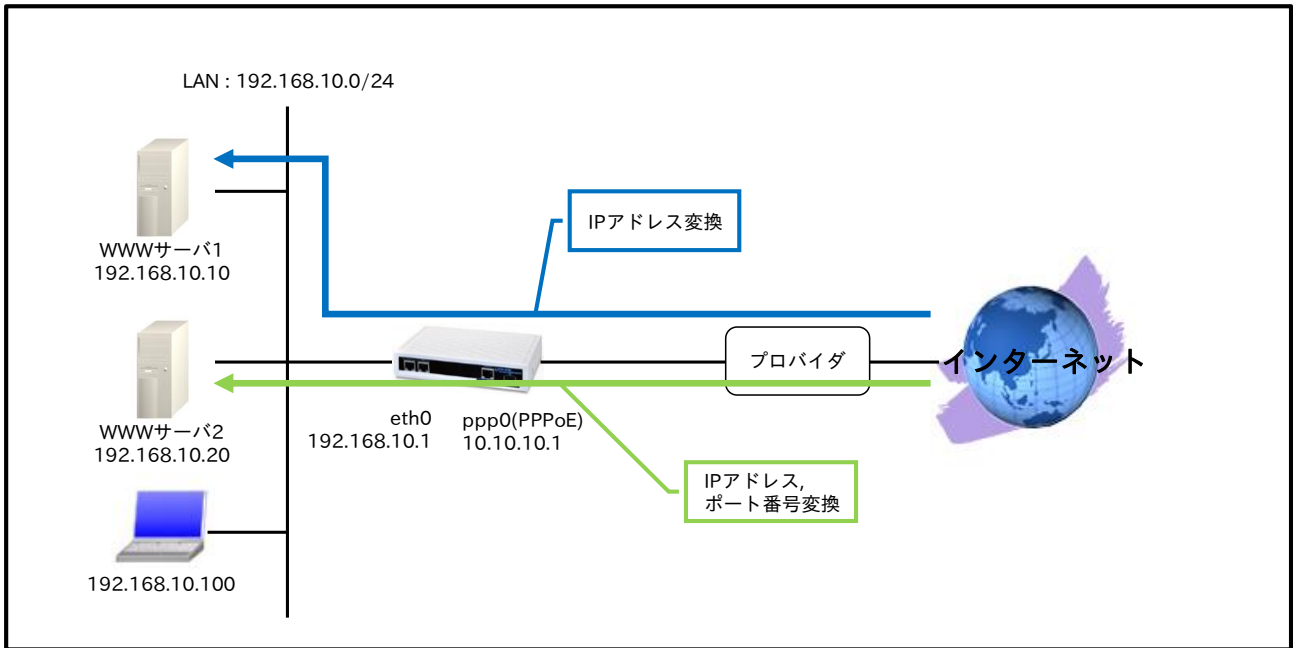 LAN : 192.168.10.0/24
IPアドレス変換
WWWサーバ1
192.168.10.10
プロバイダ
インターネット
eth0
192.168.10.1
ppp0(PPPoE)
10.10.10.1
WWWサーバ2
192.168.10.20
IPアドレス,
ポート番号変換
192.168.10.100